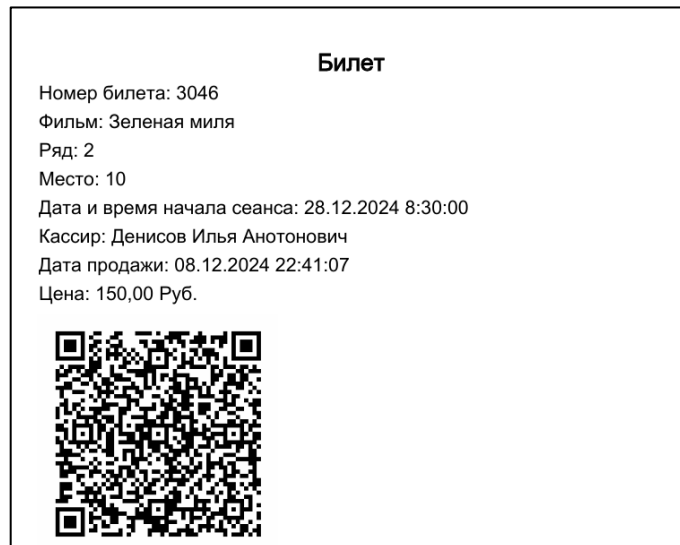 Билет
Номер билета: 3046
Фильм: Зеленая миля
Ряд: 2
Место: 10
Дата и время начала сеанса: 28.12.2024 8:30:00
Кассир: Денисов Илья Анотонович
Дата продажи: 08.12.2024 22:41:07
Цена: 150,00 Руб.